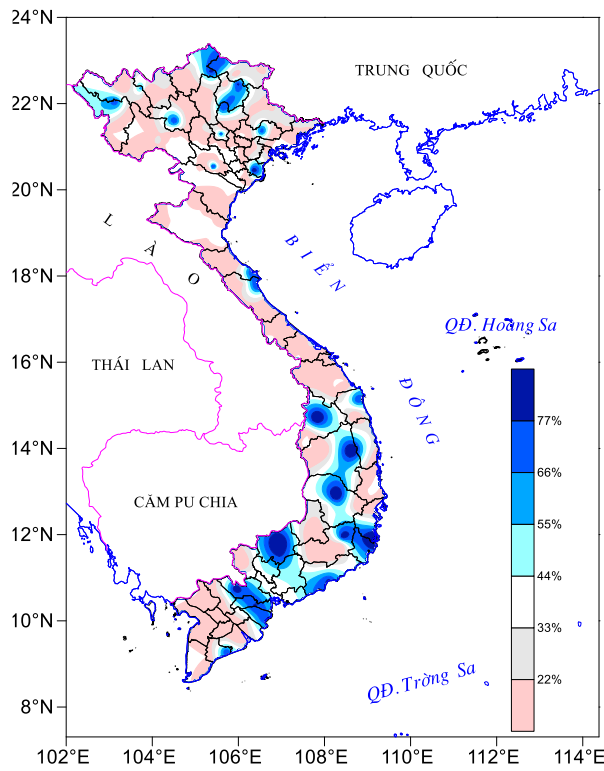 24°N
TRUNG QUỐC
22°N
20°N
LÀO
BIỂN
18°N
QĐ. Hoàng Sa
16°N
THÁI LAN
ĐÔNG
77%
14°N
66%
CĂM PU CHIA
55%
12°N
44%
33%
10°N
22%
QĐ. Trờng Sa
8°N
102°E 104°E 106°E 108°E 110°E 112°E 114°E